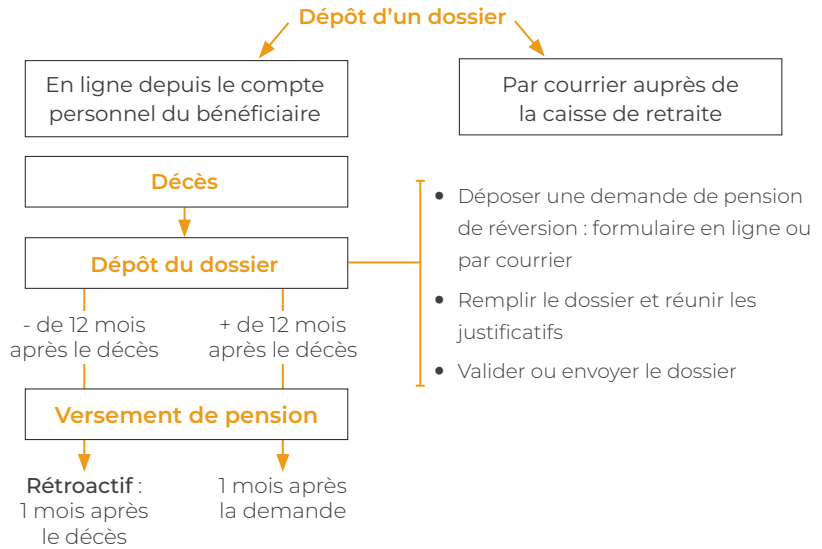 Dépôt d'un dossier
En ligne depuis le compte
personnel du bénéficiaire
Par courrier auprès de
la caisse de retraite
Décès
Dépôt du dossier
• Déposer une demande de pension
de réversion : formulaire en ligne ou
par courrier
• Remplir le dossier et réunir les
justificatifs
• Valider ou envoyer le dossier
- de 12 mois
après le décès
+ de 12 mois
après le décès
Versement de pension
Rétroactif :
1 mois après
le décès
1 mois après
la demande